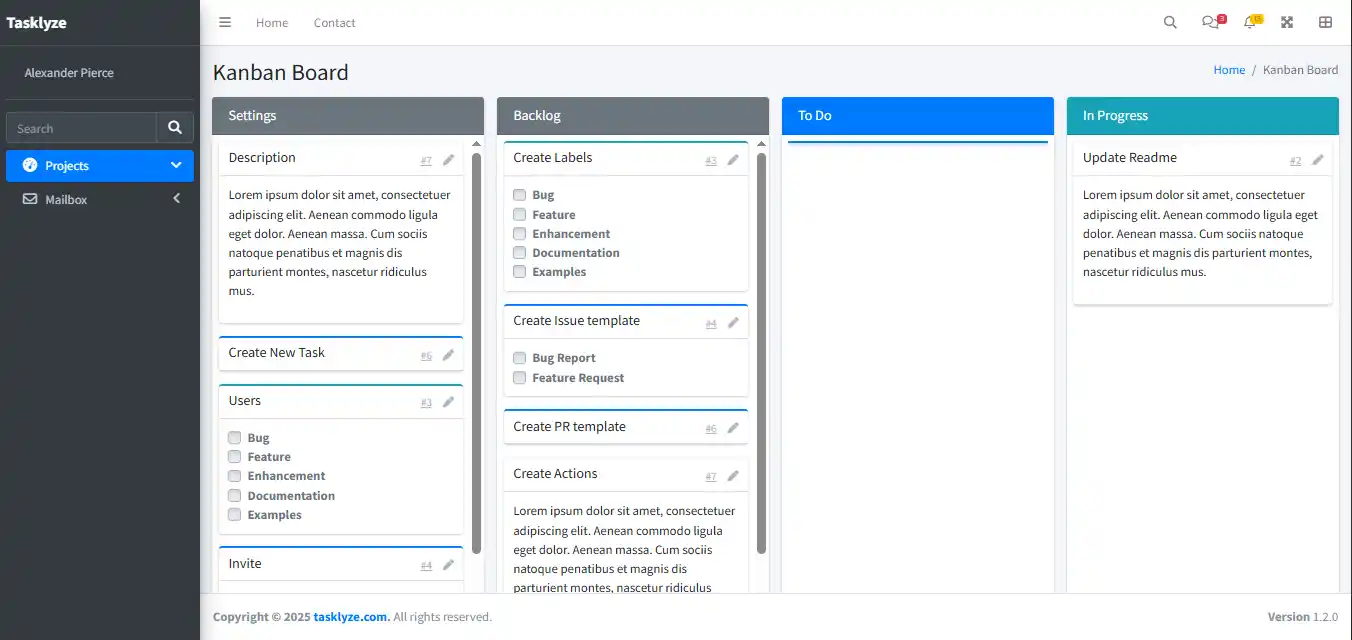 Tasklyze
Home
Contact
3
15
Alexander Pierce
Search
Projects
Mailbox
Kanban Board
Home / Kanban Board
Settings
Description
#7
Lorem ipsum dolor sit amet, consectetuer
adipiscing elit. Aenean commodo ligula
eget dolor. Aenean massa. Cum sociis
natoque penatibus et magnis dis
parturient montes, nascetur ridiculus
mus.
Create New Task
#6
Users
#3
Bug
Feature
Enhancement
Documentation
Examples
Invite
#4
Backlog
Create Labels
#3
Bug
Feature
Enhancement
Documentation
Examples
Create Issue template
#4
Bug Report
Feature Request
Create PR template
#6
Create Actions
#7
Lorem ipsum dolor sit amet, consectetuer
adipiscing elit. Aenean commodo ligula
eget dolor. Aenean massa. Cum sociis
natoque penatibus et magnis dis
parturient montes, nascetur ridiculus
To Do
In Progress
Update Readme
#2
Lorem ipsum dolor sit amet, consectetuer
adipiscing elit. Aenean commodo ligula eget
dolor. Aenean massa. Cum sociis natoque
penatibus et magnis dis parturient montes,
nascetur ridiculus mus.
Copyright © 2025 tasklyze.com. All rights reserved.
Version 1.2.0